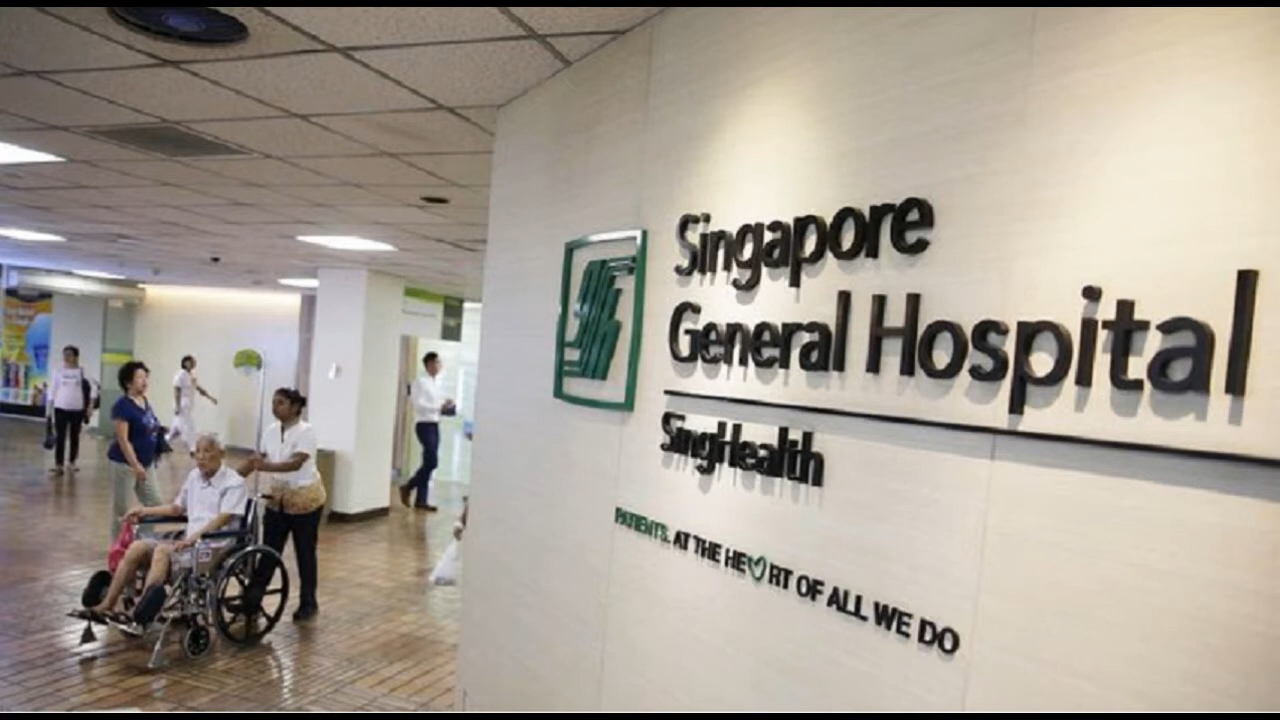 Singapore
General Hospital
SingHealth
PATIENTS. AT THE HE♥RT OF ALL WE DO